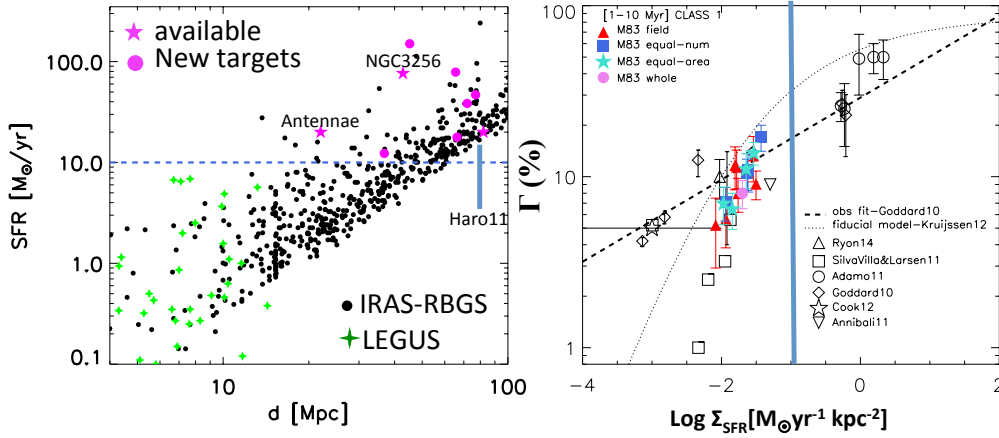 available
New targets
NGC3256
Antennae
Haro11
IRAS-RBGS
LEGUS
100.0
10.0
1.0
0.1
SFR [M⊙/yr]
10
100
d [Mpc]
[1-10 Myr] CLASS 1
M83 field
M83 equal-num
M83 equal-area
M83 whole
obs fit-Goddard10
fiducial model-Kruijssen12
Ryon14
SilvaVilla&Larsen11
Adamo11
Goddard10
Cook12
Annibali11
Γ (%)
10
1
-4
-2
0
2
Log ΣSFR[M⊙yr⁻¹ kpc⁻²]